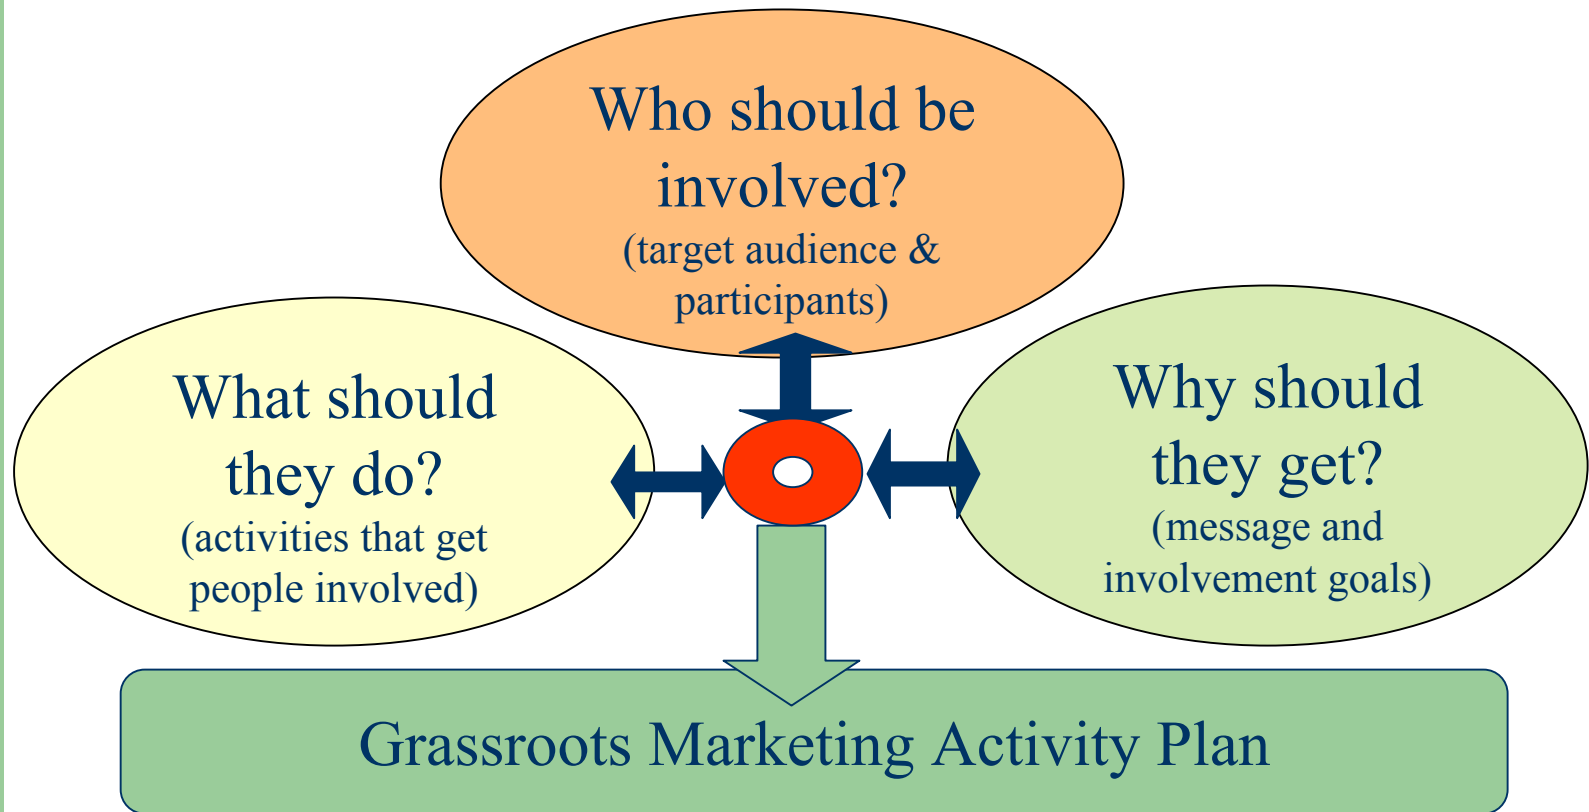 Who should be
involved?
(target audience &
participants)
What should
they do?
(activities that get
people involved)
Why should
they get?
(message and
involvement goals)
Grassroots Marketing Activity Plan